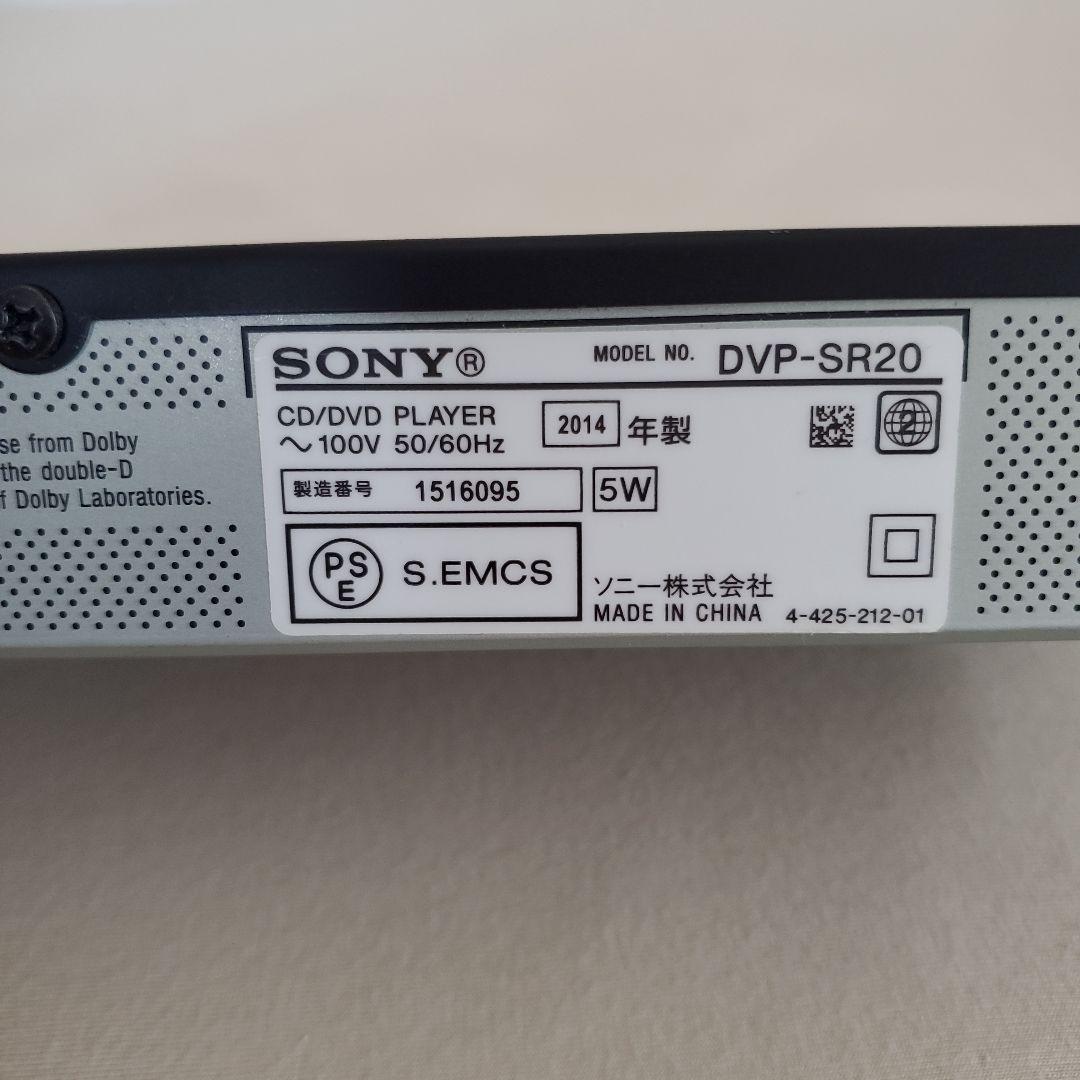 SONY®
MODEL NO. DVP-SR20
CD/DVD PLAYER
～100V 50/60Hz
2014 年製
2
製造番号 1516095
5W
PSE
S.EMCS
ソニー株式会社
MADE IN CHINA 4-425-212-01
se from Dolby
the double-D
f Dolby Laboratories.